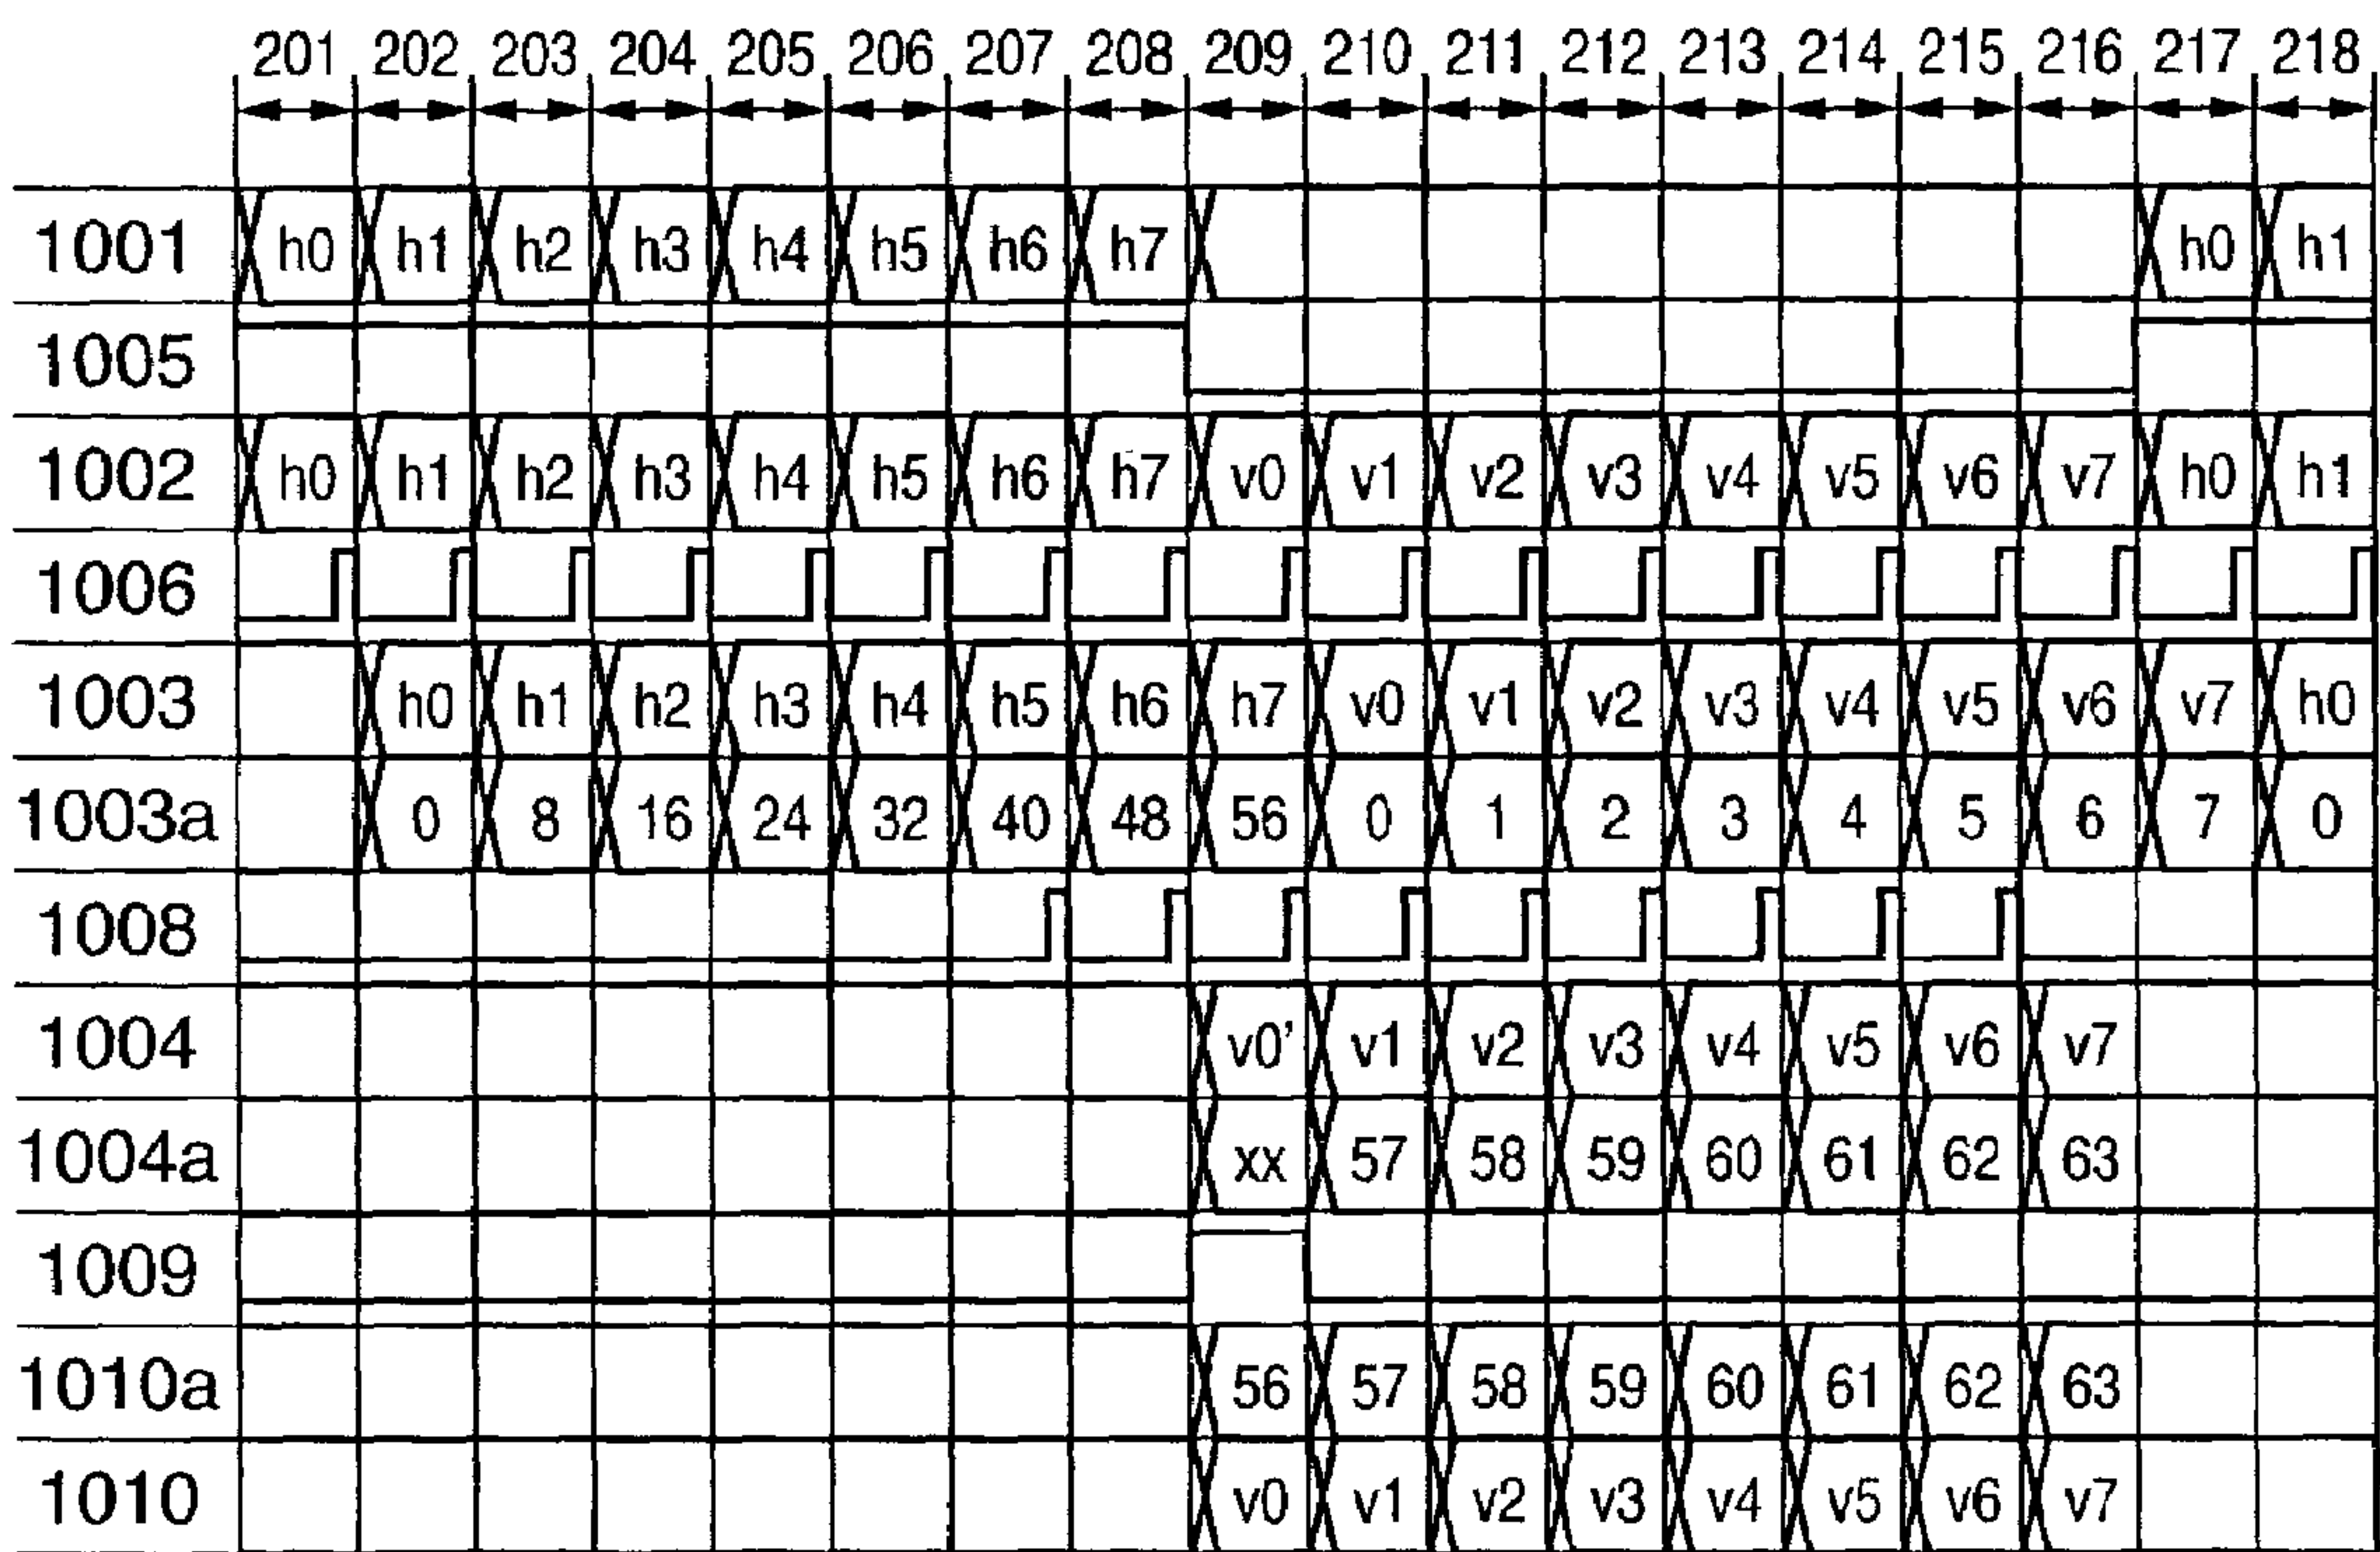 201 202 203 204 205 206 207 208 209 210 211 212 213 214 215 216 217 218
1001 h0 h1 h2 h3 h4 h5 h6 h7 h0 h1
1005
1002 h0 h1 h2 h3 h4 h5 h6 h7 v0 v1 v2 v3 v4 v5 v6 v7 h0 h1
1006
1003 h0 h1 h2 h3 h4 h5 h6 h7 v0 v1 v2 v3 v4 v5 v6 v7 h0
1003a 0 8 16 24 32 40 48 56 0 1 2 3 4 5 6 7 0
1008
1004 v0' v1 v2 v3 v4 v5 v6 v7
1004a xx 57 58 59 60 61 62 63
1009
1010a 56 57 58 59 60 61 62 63
1010 v0 v1 v2 v3 v4 v5 v6 v7